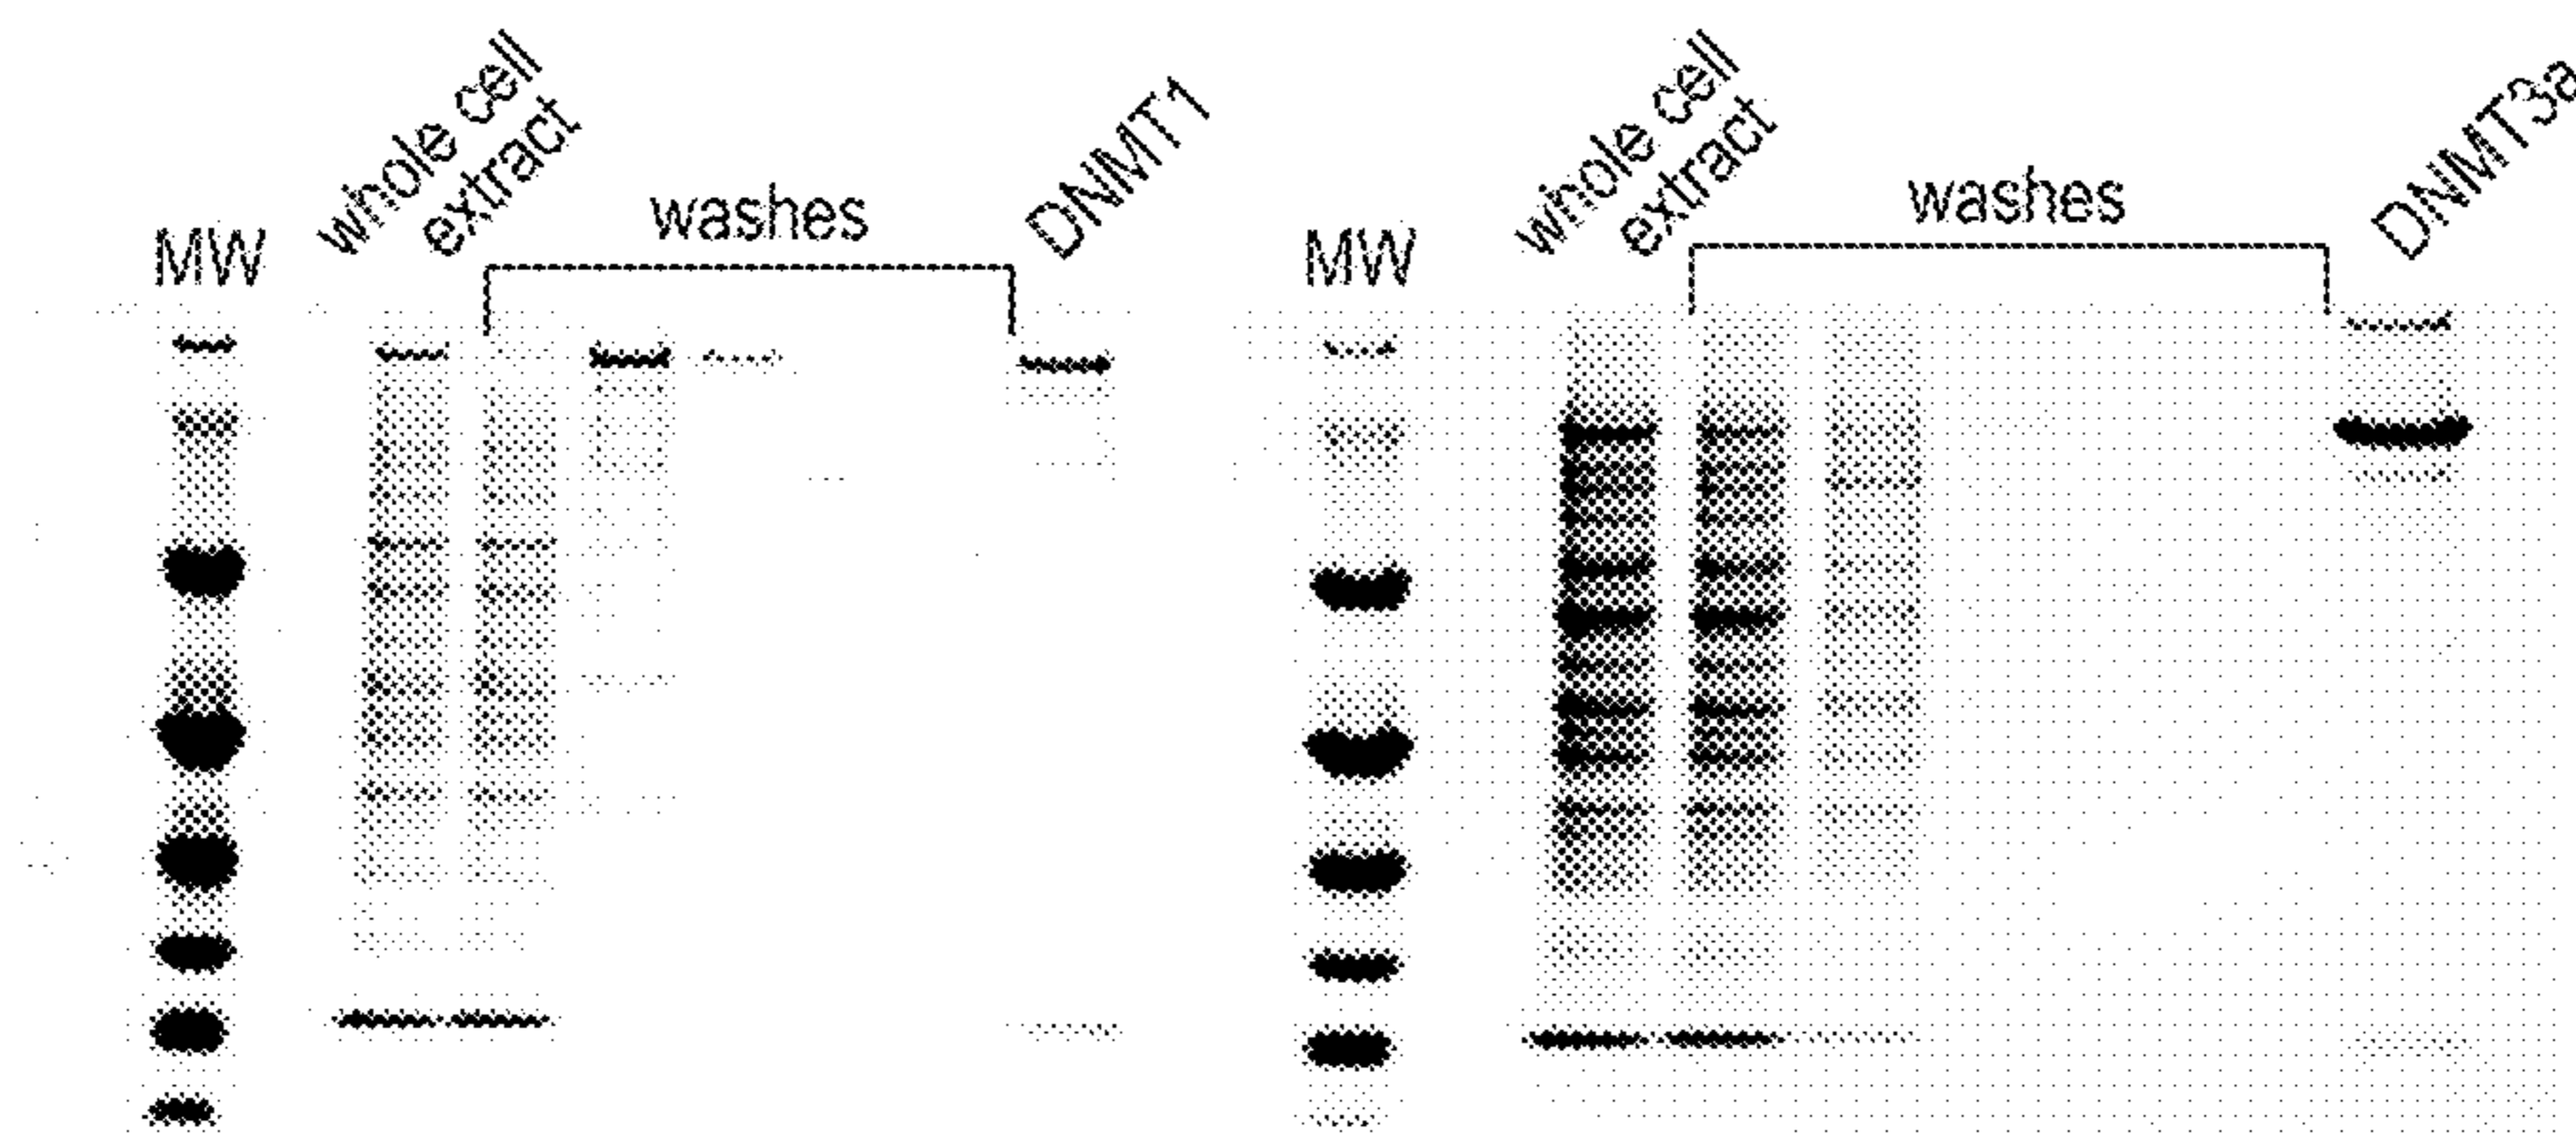 MW
whole cell
extract
washes
DNMT1
MW
whole cell
extract
washes
DNMT3a